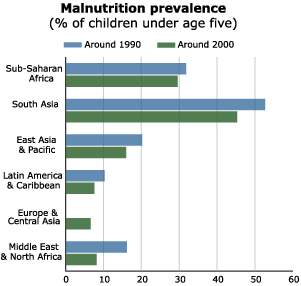 Malnutrition prevalence
(% of children under age five)
Around 1990 Around 2000
Sub-Saharan
Africa
South Asia
East Asia
& Pacific
Latin America
& Caribbean
Europe &
Central Asia
Middle East
& North Africa
0 10 20 30 40 50 60